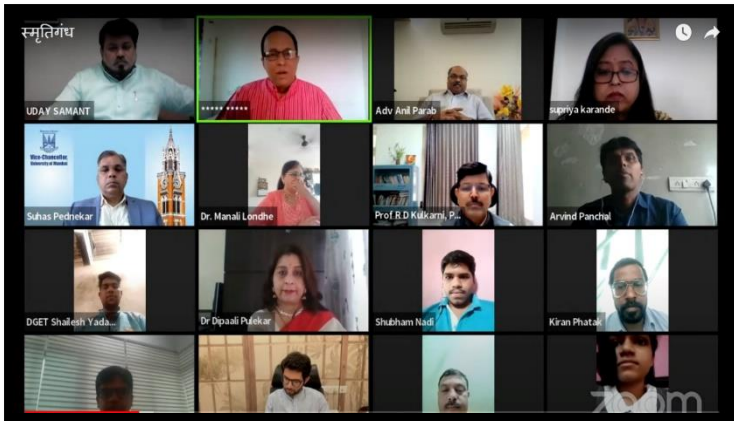 स्मृतिगंध
UDAY SAMANT
***** *****
Adv Anil Parab
supriya karande
Vice-Chancellor,
University of Mumbai
Suhas Pednekar
Dr. Manali Londhe
Prof R D Kulkarni, P...
Arvind Panchal
DGET Shailesh Yada...
Dr Dipaali Pulekar
Shubham Nadi
Kiran Phatak
zoom